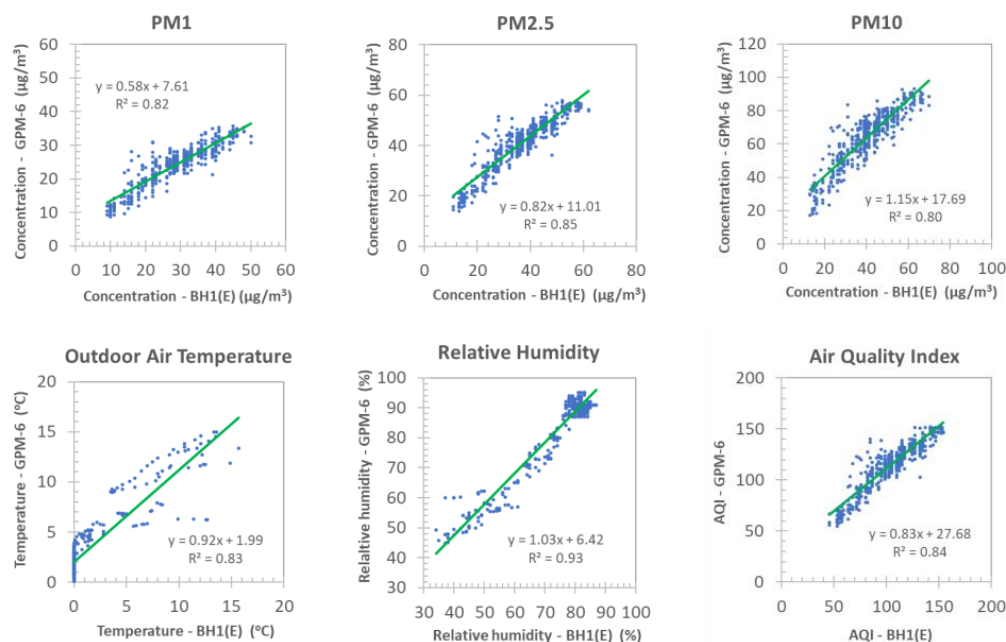 PM1
60
50
40
30
20
10
0
Concentration - GPM-6 (µg/m³)
y = 0.58x + 7.61
R² = 0.82
0 10 20 30 40 50 60
Concentration - BH1(E) (µg/m³)
PM2.5
80
60
40
20
0
Concentration - GPM-6 (µg/m³)
y = 0.82x + 11.01
R² = 0.85
0 20 40 60 80
Concentration - BH1(E) (µg/m³)
PM10
120
100
80
60
40
20
0
Concentration - GPM-6 (µg/m³)
y = 1.15x + 17.69
R² = 0.80
0 20 40 60 80 100
Concentration - BH1(E) (µg/m³)
Outdoor Air Temperature
20
15
10
5
0
Temperature - GPM-6 (°C)
y = 0.92x + 1.99
R² = 0.83
0 5 10 15 20
Temperature - BH1(E) (°C)
Relative Humidity
100
90
80
70
60
50
40
30
Relaltive humidity - GPM-6 (%)
y = 1.03x + 6.42
R² = 0.93
30 40 50 60 70 80 90 100
Relative humidity - BH1(E) (%)
Air Quality Index
200
150
100
50
0
AQI - GPM-6
y = 0.83x + 27.68
R² = 0.84
0 50 100 150 200
AQI - BH1(E)